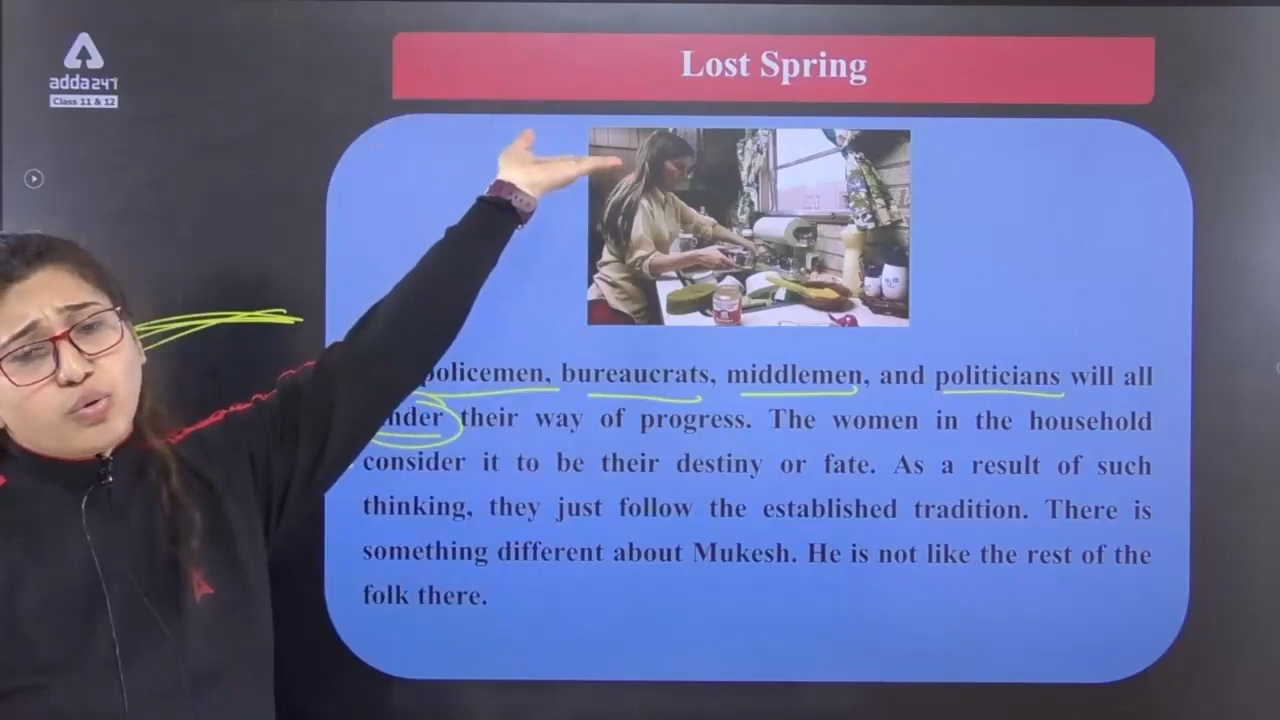 adda247
Class 11 & 12
Lost Spring
policemen, bureaucrats, middlemen, and politicians will all
their way of progress. The women in the household
consider it to be their destiny or fate. As a result of such
thinking, they just follow the established tradition. There is
something different about Mukesh. He is not like the rest of the
folk there.